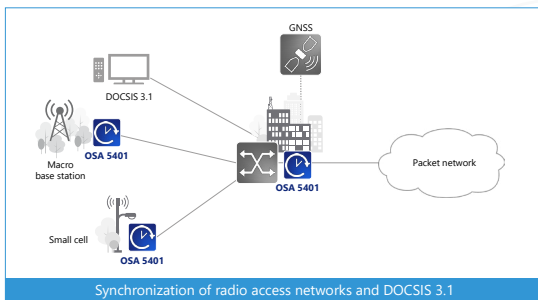 GNSS
DOCSIS 3.1
OSA 5401
Macro
base station
OSA 5401
Packet network
Small cell
OSA 5401
Synchronization of radio access networks and DOCSIS 3.1